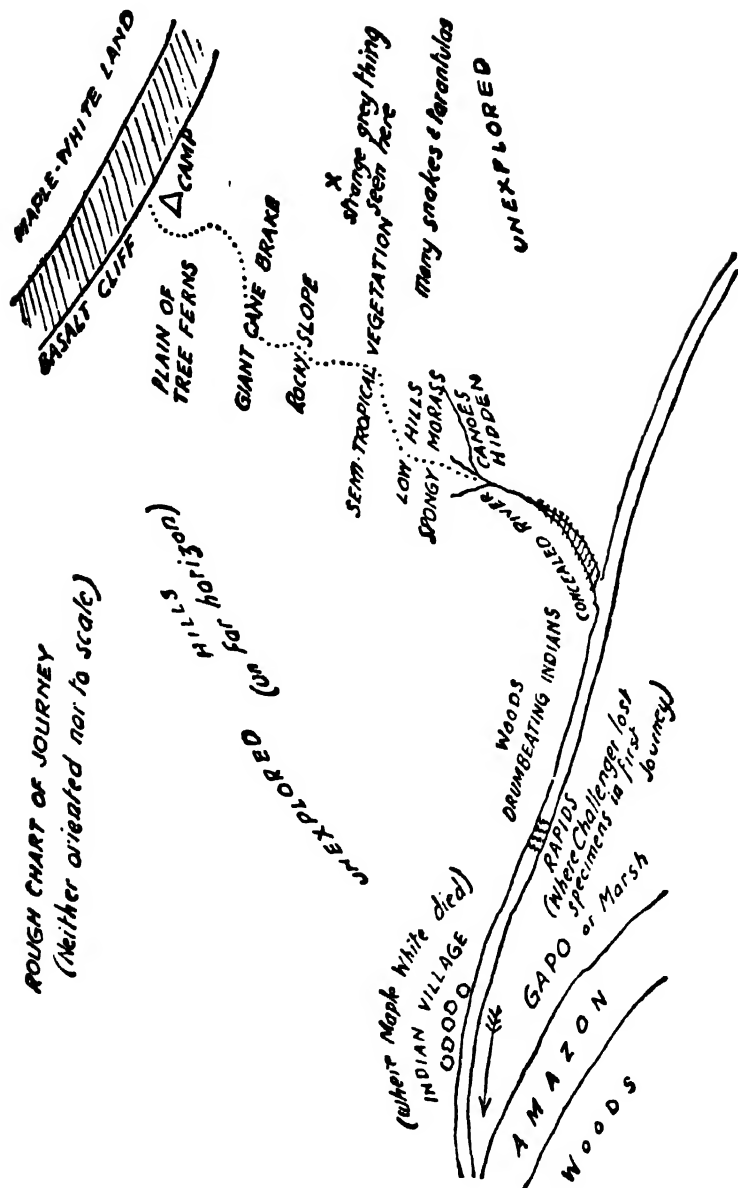 ROUGH CHART OF JOURNEY
(Neither orieated nor to scale)
MAPLE-WHITE LAND
BASALT CLIFF
CAMP
PLAIN OF
TREE FERNS
GIANT CANE BRAKE
ROCKY SLOPE
X
strange grey thing
seen here
SEMI-TROPICAL VEGETATION
many snakes & tarantulas
UNEXPLORED
LOW HILLS
SPONGY MORASS
CANOES
HIDDEN
CONCEALED RIVER
HILLS
(on far horizon)
UNEXPLORED
WOODS
DRUMBEATING INDIANS
RAPIDS
(Where Challenger lost
specimens in first
Journey)
(Where Maple White died)
INDIAN VILLAGE
GAPO or Marsh
AMAZON
WOODS